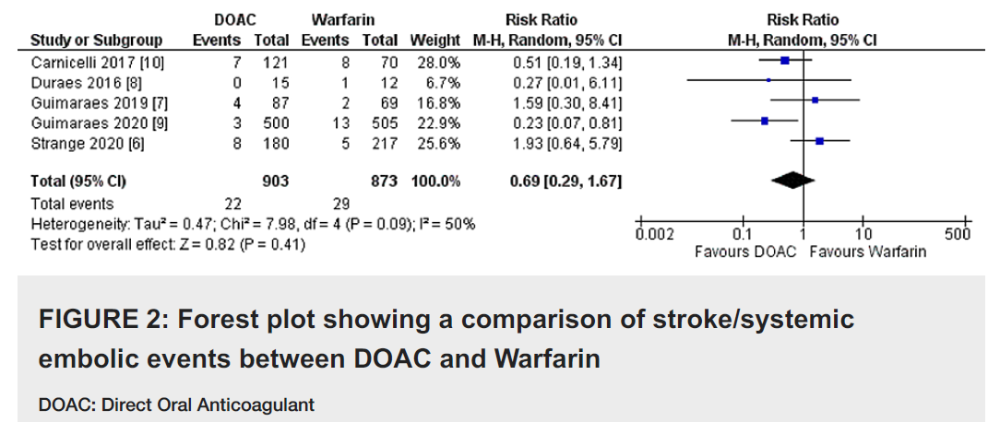 DOAC Warfarin Risk Ratio Risk Ratio
Study or Subgroup Events Total Events Total Weight M-H, Random, 95% CI M-H, Random, 95% CI
Carnicelli 2017 [10] 7 121 8 70 28.0% 0.51 [0.19, 1.34]
Duraes 2016 [8] 0 15 1 12 6.7% 0.27 [0.01, 6.11]
Guimaraes 2019 [7] 4 87 2 69 16.8% 1.59 [0.30, 8.41]
Guimaraes 2020 [9] 3 500 13 505 22.9% 0.23 [0.07, 0.81]
Strange 2020 [6] 8 180 5 217 25.6% 1.93 [0.64, 5.79]
Total (95% CI) 903 873 100.0% 0.69 [0.29, 1.67]
Total events 22 29
Heterogeneity: Tau² = 0.47; Chi² = 7.98, df = 4 (P = 0.09); I² = 50%
Test for overall effect: Z = 0.82 (P = 0.41)
0.002 0.1 1 10 500
Favours DOAC Favours Warfarin
FIGURE 2: Forest plot showing a comparison of stroke/systemic
embolic events between DOAC and Warfarin
DOAC: Direct Oral Anticoagulant